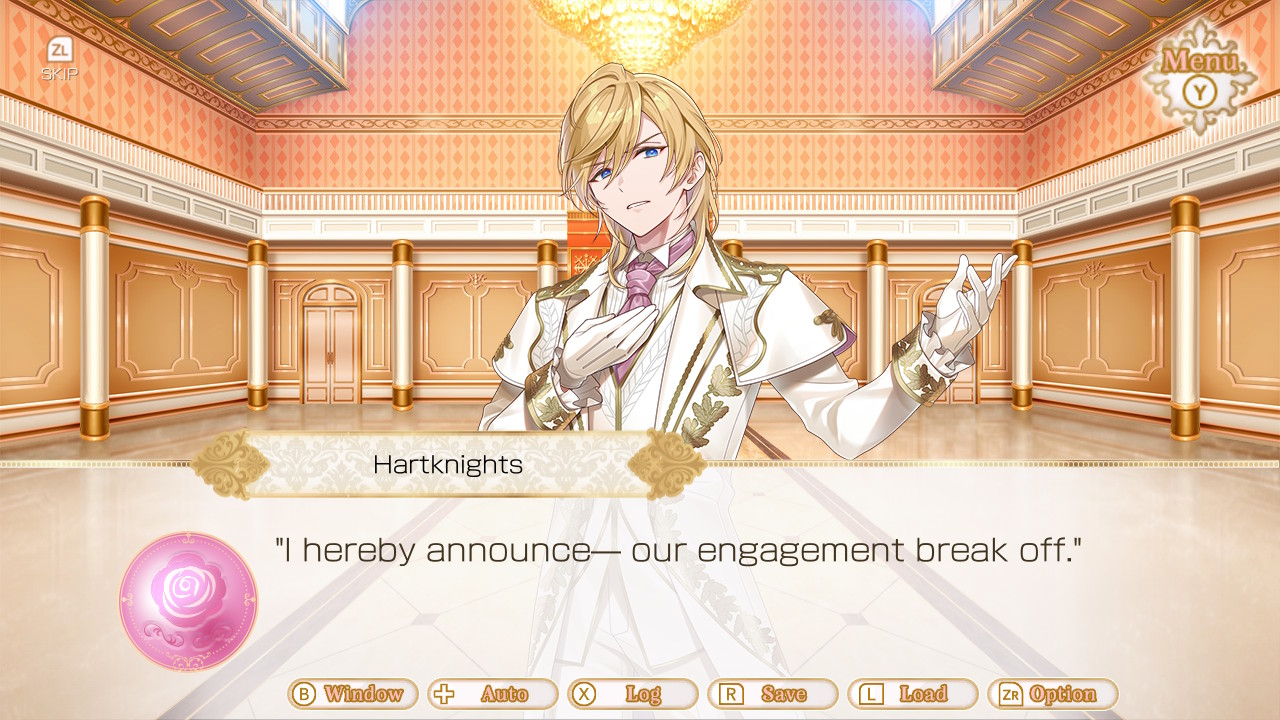 ZL
SKIP
Menu
Y
Hartknights
"I hereby announce— our engagement break off."
B Window + Auto X Log R Save L Load ZR Option